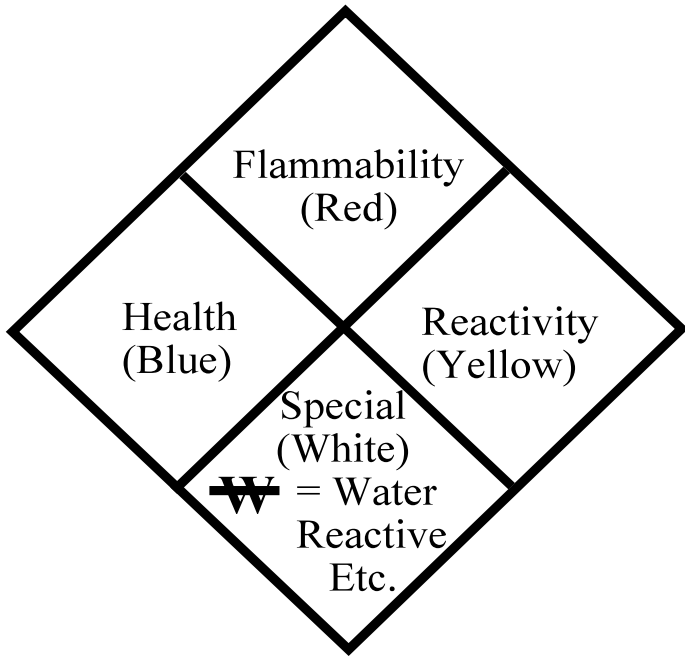 Flammability
(Red)
Health
(Blue)
Reactivity
(Yellow)
Special
(White)
W = Water
Reactive
Etc.